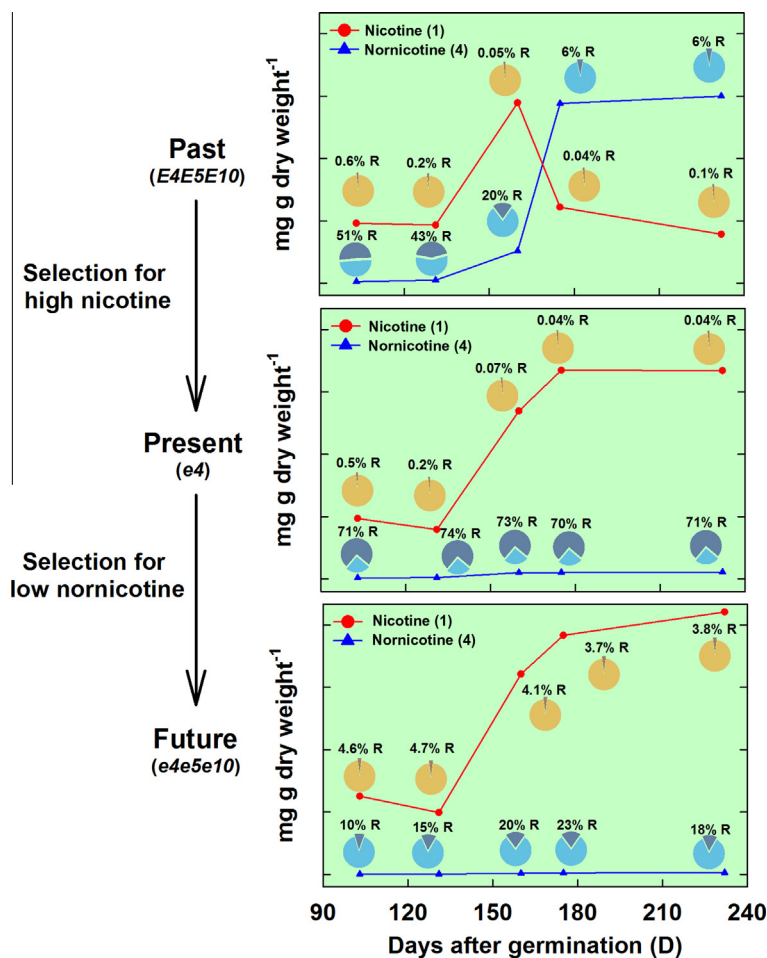 Past
(E4E5E10)
Selection for
high nicotine
Present
(e4)
Selection for
low nornicotine
Future
(e4e5e10)
mg g dry weight-1
Nicotine (1)
Nornicotine (4)
0.6% R
0.2% R
0.05% R
0.04% R
0.1% R
51% R
43% R
20% R
6% R
6% R
mg g dry weight-1
Nicotine (1)
Nornicotine (4)
0.5% R
0.2% R
0.07% R
0.04% R
0.04% R
71% R
74% R
73% R
70% R
71% R
mg g dry weight-1
Nicotine (1)
Nornicotine (4)
4.6% R
4.7% R
4.1% R
3.7% R
3.8% R
10% R
15% R
20% R
23% R
18% R
90 120 150 180 210 240
Days after germination (D)